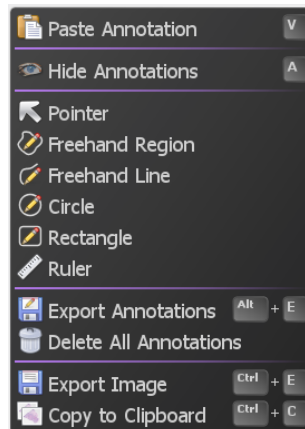 Paste Annotation V
Hide Annotations A
Pointer
Freehand Region
Freehand Line
Circle
Rectangle
Ruler
Export Annotations Alt + E
Delete All Annotations
Export Image Ctrl + E
Copy to Clipboard Ctrl + C